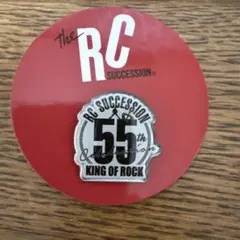 The
RC
SUCCESSION®
RC SUCCESSION
55th
KING OF ROCK